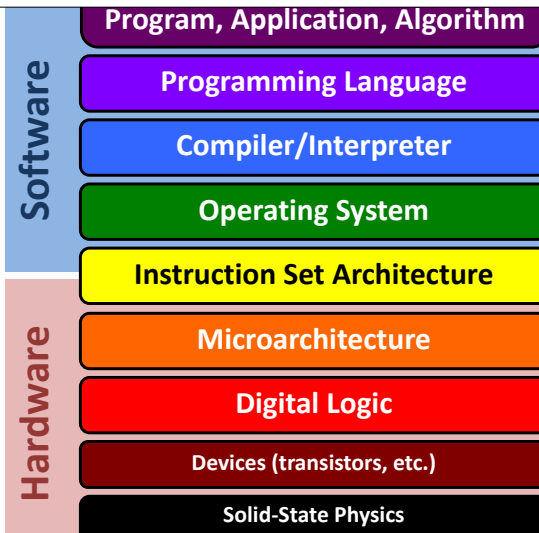 Program, Application, Algorithm
Programming Language
Compiler/Interpreter
Operating System
Instruction Set Architecture
Microarchitecture
Digital Logic
Devices (transistors, etc.)
Solid-State Physics
Software
Hardware